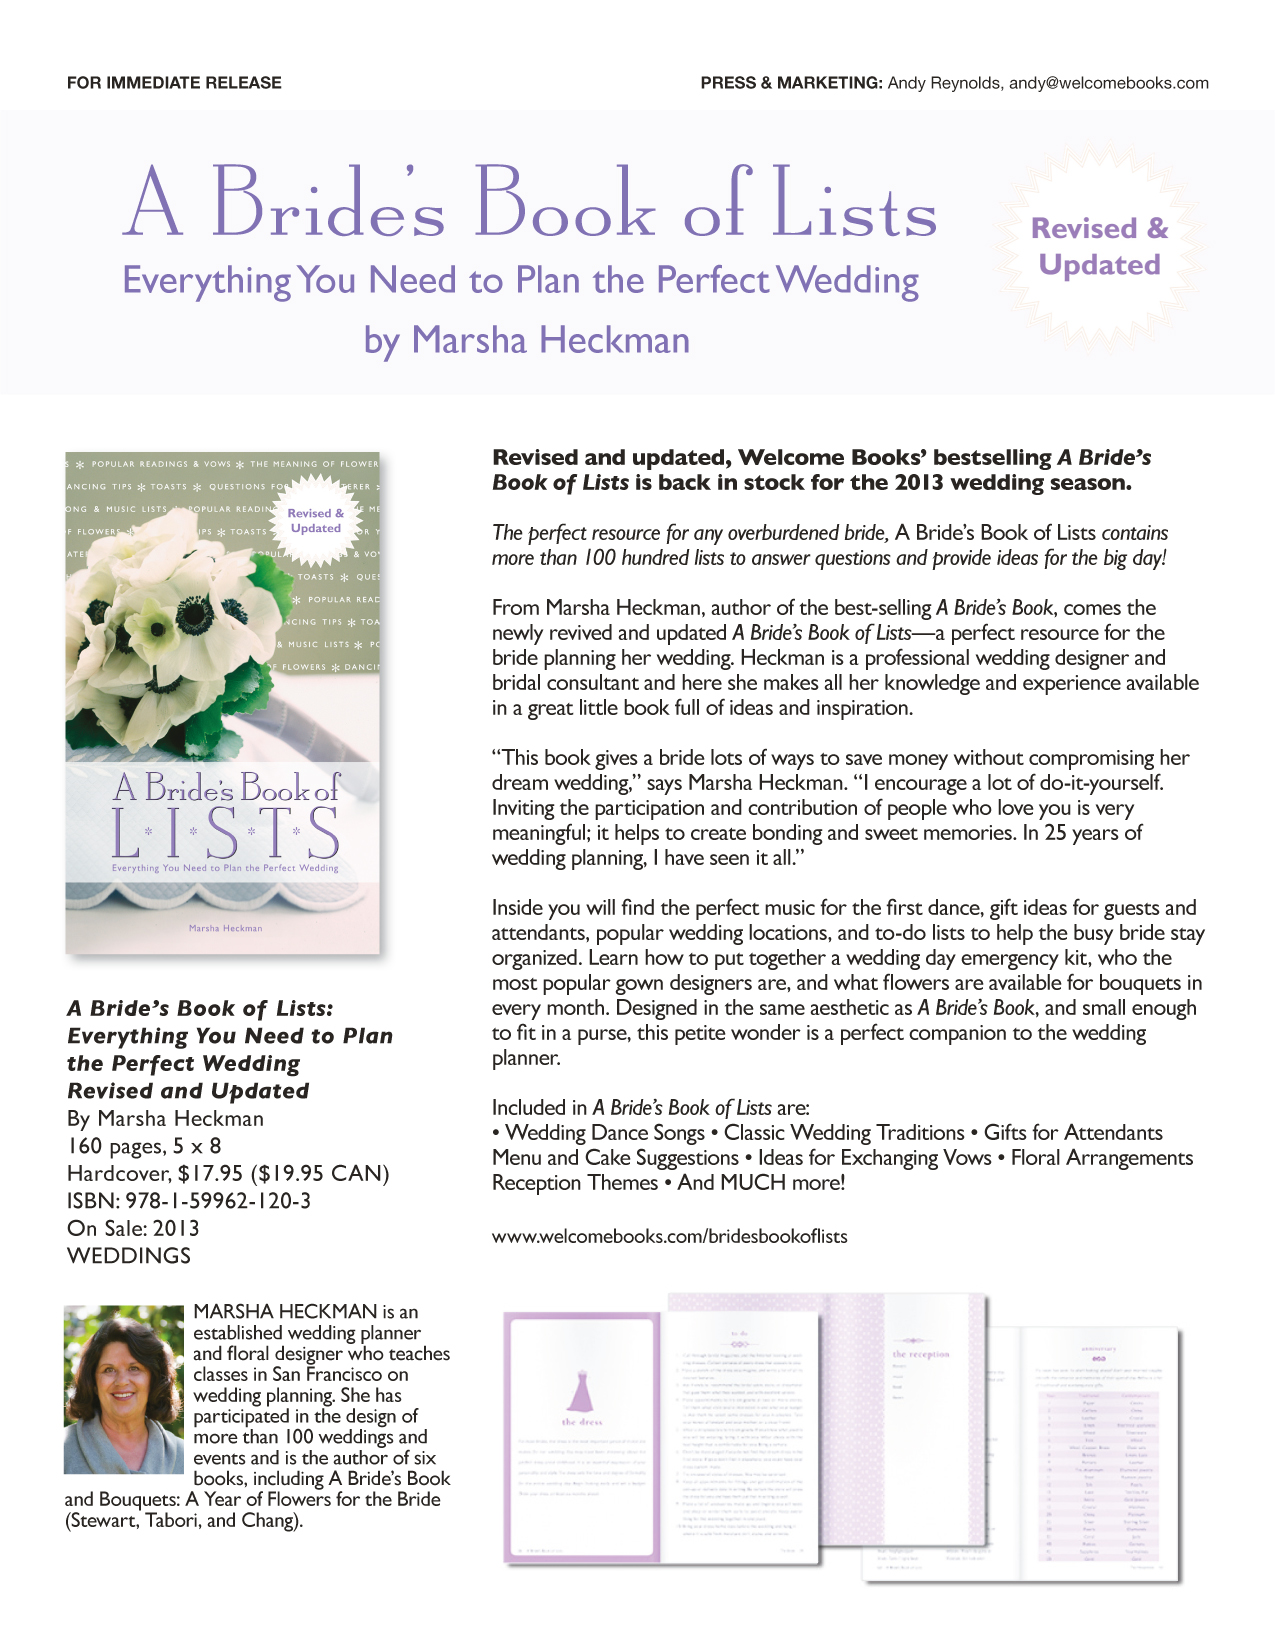 FOR IMMEDIATE RELEASE
PRESS & MARKETING: Andy Reynolds, andy@welcomebooks.com
A Bride's Book of Lists
Everything You Need to Plan the Perfect Wedding
by Marsha Heckman
Revised &
Updated
S * POPULAR READINGS & VOWS * THE MEANING OF FLOWER
ANCING TIPS * TOASTS * QUESTIONS FO
ONG & MUSIC LISTS * POPULAR READIN
Revised &
Updated
F FLOWERS * TOASTS
TOASTS * QUES
* POPULAR READ
NCING TIPS * TOA
& MUSIC LISTS * PO
F FLOWERS * DANCIN
A Bride's Book of
L*I*S*T*S
Everything You Need to Plan the Perfect Wedding
Marsha Heckman
A Bride's Book of Lists:
Everything You Need to Plan
the Perfect Wedding
Revised and Updated
By Marsha Heckman
160 pages, 5 x 8
Hardcover, $17.95 ($19.95 CAN)
ISBN: 978-1-59962-120-3
On Sale: 2013
WEDDINGS
MARSHA HECKMAN is an
established wedding planner
and floral designer who teaches
classes in San Francisco on
wedding planning. She has
participated in the design of
more than 100 weddings and
events and is the author of six
books, including A Bride's Book
and Bouquets: A Year of Flowers for the Bride
(Stewart, Tabori, and Chang).
Revised and updated, Welcome Books' bestselling A Bride's
Book of Lists is back in stock for the 2013 wedding season.
The perfect resource for any overburdened bride, A Bride's Book of Lists contains
more than 100 hundred lists to answer questions and provide ideas for the big day!
From Marsha Heckman, author of the best-selling A Bride's Book, comes the
newly revived and updated A Bride's Book of Lists—a perfect resource for the
bride planning her wedding. Heckman is a professional wedding designer and
bridal consultant and here she makes all her knowledge and experience available
in a great little book full of ideas and inspiration.
“This book gives a bride lots of ways to save money without compromising her
dream wedding,” says Marsha Heckman. “I encourage a lot of do-it-yourself.
Inviting the participation and contribution of people who love you is very
meaningful; it helps to create bonding and sweet memories. In 25 years of
wedding planning, I have seen it all.”
Inside you will find the perfect music for the first dance, gift ideas for guests and
attendants, popular wedding locations, and to-do lists to help the busy bride stay
organized. Learn how to put together a wedding day emergency kit, who the
most popular gown designers are, and what flowers are available for bouquets in
every month. Designed in the same aesthetic as A Bride's Book, and small enough
to fit in a purse, this petite wonder is a perfect companion to the wedding
planner.
Included in A Bride's Book of Lists are:
• Wedding Dance Songs • Classic Wedding Traditions • Gifts for Attendants
Menu and Cake Suggestions • Ideas for Exchanging Vows • Floral Arrangements
Reception Themes • And MUCH more!
www.welcomebooks.com/bridesbookoflists
the dress
to do
the reception
anniversary